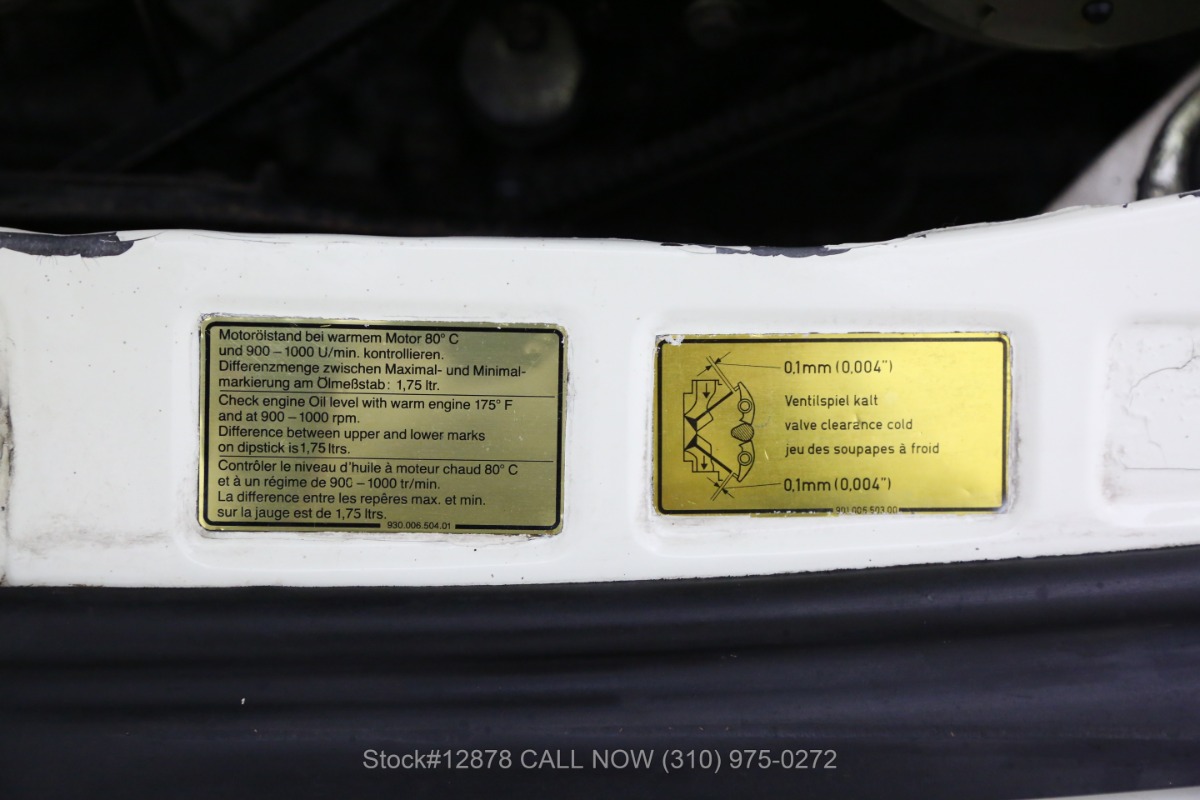 Motorölstand bei warmem Motor 80° C
und 900 – 1000 U/min. kontrollieren.
Differenzmenge zwischen Maximal- und Minimal-
markierung am Ölmeßstab: 1,75 ltr.
Check engine Oil level with warm engine 175° F
and at 900 – 1000 rpm.
Difference between upper and lower marks
on dipstick is 1,75 ltrs.
Contrôler le niveau d'huile à moteur chaud 80° C
et à un régime de 900 – 1000 tr/min.
La difference entre les repêres max. et min.
sur la jauge est de 1,75 ltrs.
930.006.504.01
0.1mm (0,004")
Ventilspiel kalt
valve clearance cold
jeu des soupapes à froid
0,1mm (0,004")
901.006.503.00
Stock#12878 CALL NOW (310) 975-0272